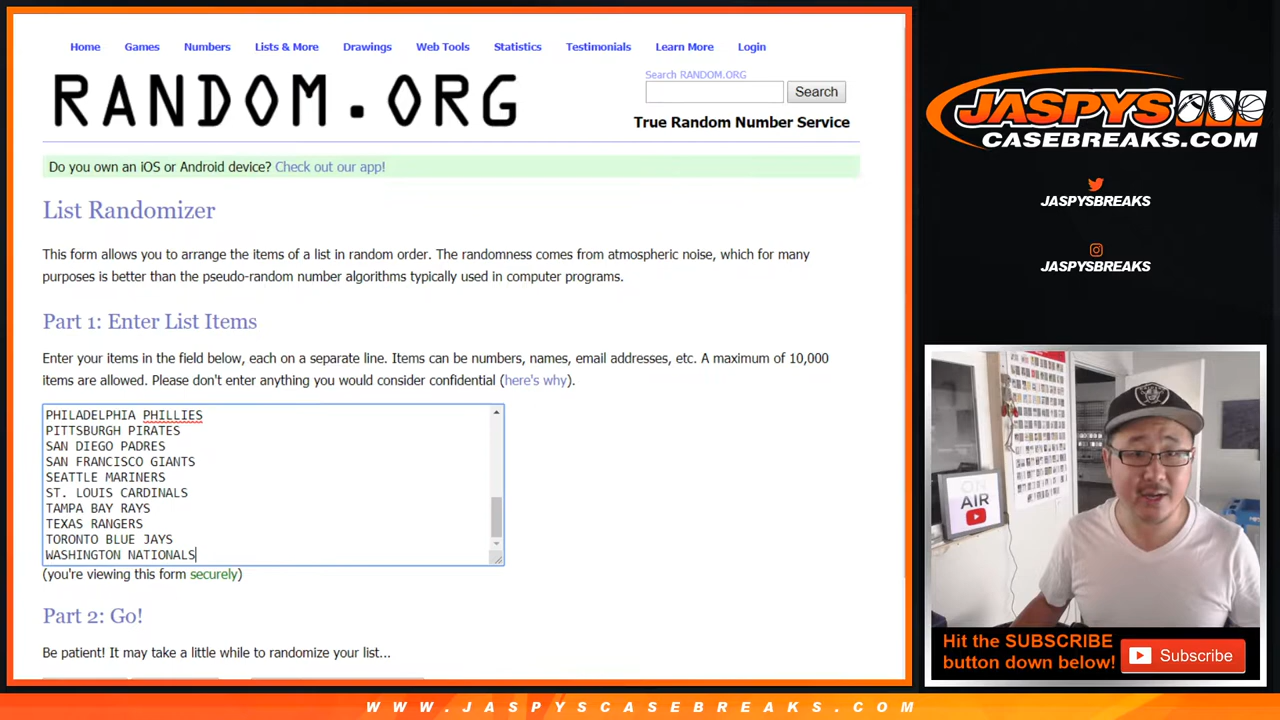 Home Games Numbers Lists & More Drawings Web Tools Statistics Testimonials Learn More Login
RANDOM.ORG
Search RANDOM.ORG
Search
True Random Number Service
Do you own an iOS or Android device? Check out our app!
List Randomizer
This form allows you to arrange the items of a list in random order. The randomness comes from atmospheric noise, which for many
purposes is better than the pseudo-random number algorithms typically used in computer programs.
Part 1: Enter List Items
Enter your items in the field below, each on a separate line. Items can be numbers, names, email addresses, etc. A maximum of 10,000
items are allowed. Please don't enter anything you would consider confidential (here's why).
PHILADELPHIA PHILLIES
PITTSBURGH PIRATES
SAN DIEGO PADRES
SAN FRANCISCO GIANTS
SEATTLE MARINERS
ST. LOUIS CARDINALS
TAMPA BAY RAYS
TEXAS RANGERS
TORONTO BLUE JAYS
WASHINGTON NATIONALS
(you're viewing this form securely)
Part 2: Go!
Be patient! It may take a little while to randomize your list...
JASPYS
CASEBREAKS.COM
JASPYSBREAKS
JASPYSBREAKS
ON
AIR
Hit the SUBSCRIBE
button down below!
Subscribe
WWW.JASPYSCASEBREAKS.COM